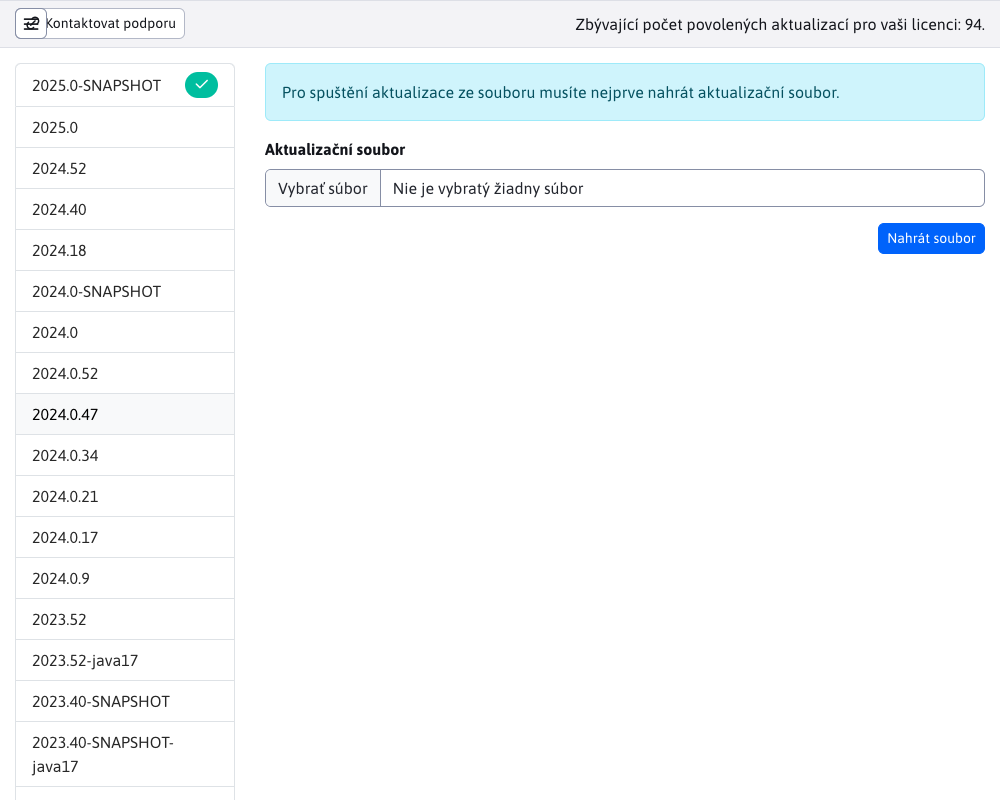 Kontaktovat podporu
Zbývající počet povolených aktualizací pro vaši licenci: 94.
2025.0-SNAPSHOT
2025.0
2024.52
2024.40
2024.18
2024.0-SNAPSHOT
2024.0
2024.0.52
2024.0.47
2024.0.34
2024.0.21
2024.0.17
2024.0.9
2023.52
2023.52-java17
2023.40-SNAPSHOT
2023.40-SNAPSHOT-
java17
Pro spuštění aktualizace ze souboru musíte nejprve nahrát aktualizační soubor.
Aktualizační soubor
Vybrať súbor
Nie je vybratý žiadny súbor
Nahrát soubor